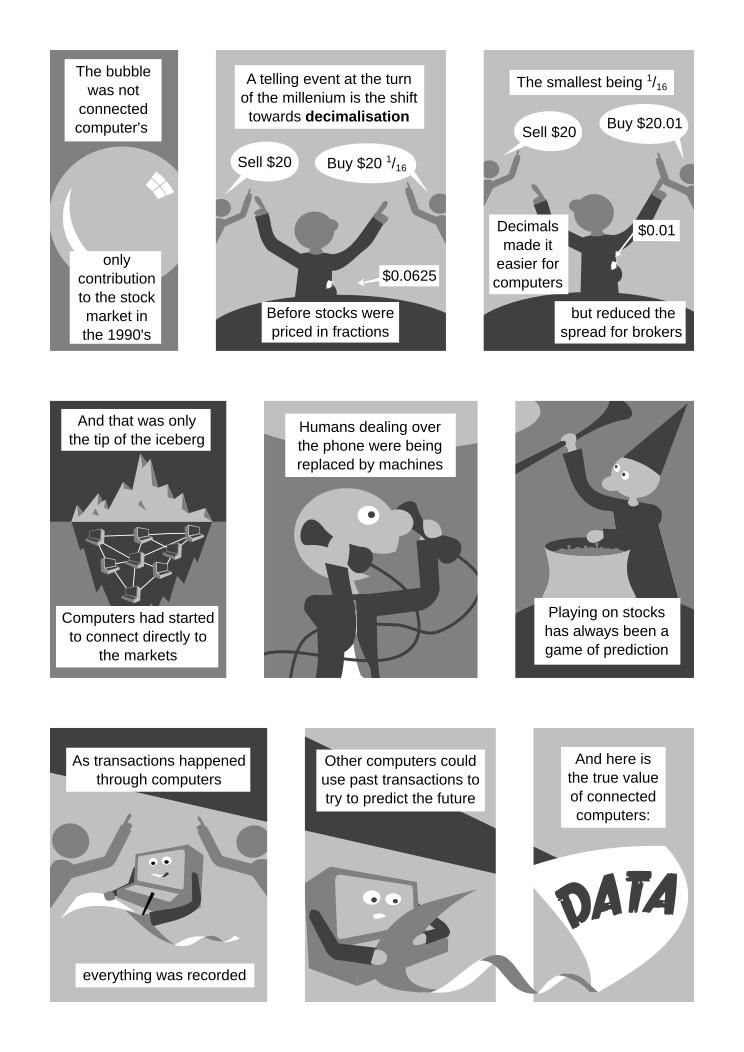 The bubble
was not
connected
computer's
only
contribution
to the stock
market in
the 1990's
A telling event at the turn
of the millenium is the shift
towards decimalisation
Sell $20
Buy $20 1/16
$0.0625
Before stocks were
priced in fractions
The smallest being 1/16
Sell $20
Buy $20.01
$0.01
Decimals
made it
easier for
computers
but reduced the
spread for brokers
And that was only
the tip of the iceberg
Computers had started
to connect directly to
the markets
Humans dealing over
the phone were being
replaced by machines
Playing on stocks
has always been a
game of prediction
As transactions happened
through computers
everything was recorded
Other computers could
use past transactions to
try to predict the future
And here is
the true value
of connected
computers:
DATA